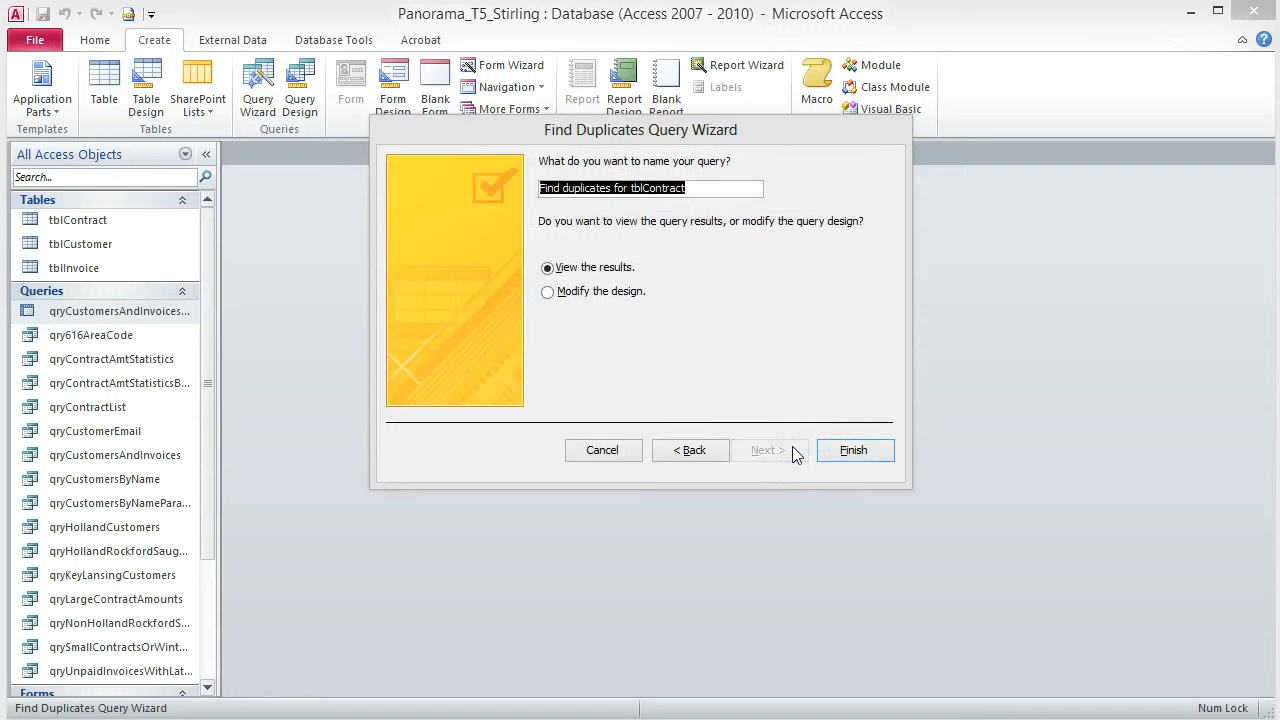 Panorama_T5_Stirling : Database (Access 2007 - 2010) - Microsoft Access
File Home Create External Data Database Tools Acrobat
Application Parts
Templates
Table
Table Design
SharePoint Lists
Tables
Query Wizard
Query Design
Queries
Form
Form Design
Blank Form
Form Wizard
Navigation
More Forms
Report
Report Design
Blank Report
Report Wizard
Labels
Macro
Module
Class Module
Visual Basic
All Access Objects
Search...
Tables
tblContract
tblCustomer
tblInvoice
Queries
qryCustomersAndInvoices...
qry616AreaCode
qryContractAmtStatistics
qryContractAmtStatisticsB...
qryContractList
qryCustomerEmail
qryCustomersAndInvoices
qryCustomersByName
qryCustomersByNamePara...
qryHollandCustomers
qryHollandRockfordSaug...
qryKeyLansingCustomers
qryLargeContractAmounts
qryNonHollandRockfordS...
qrySmallContractsOrWint...
qryUnpaidInvoicesWithLat...
Forms
Find Duplicates Query Wizard
What do you want to name your query?
Find duplicates for tblContract
Do you want to view the query results, or modify the query design?
View the results.
Modify the design.
Cancel
< Back
Next >
Finish
Find Duplicates Query Wizard
Num Lock